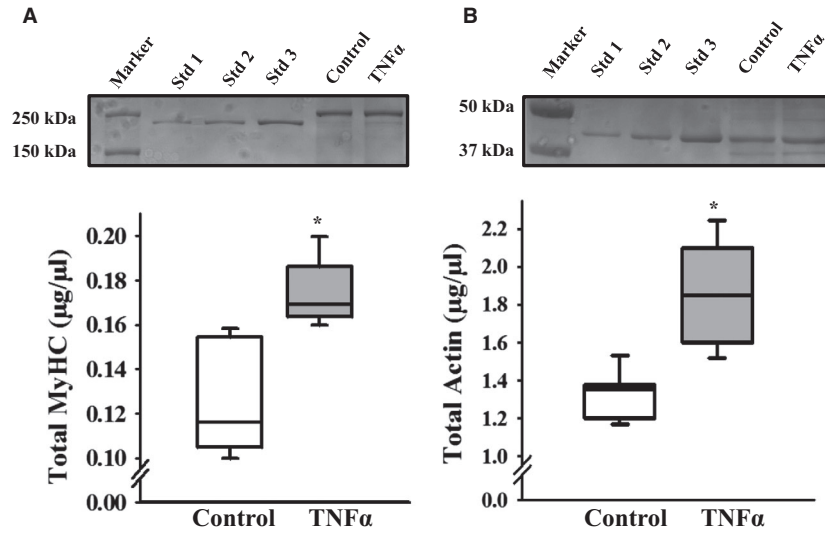 A
Marker
Std 1
Std 2
Std 3
Control
TNFα
250 kDa
150 kDa
*
Total MyHC (µg/µl)
0.20
0.18
0.16
0.14
0.12
0.10
0.00
Control
TNFα
B
Marker
Std 1
Std 2
Std 3
Control
TNFα
50 kDa
37 kDa
*
Total Actin (µg/µl)
2.2
2.0
1.8
1.6
1.4
1.2
1.0
0.0
Control
TNFα